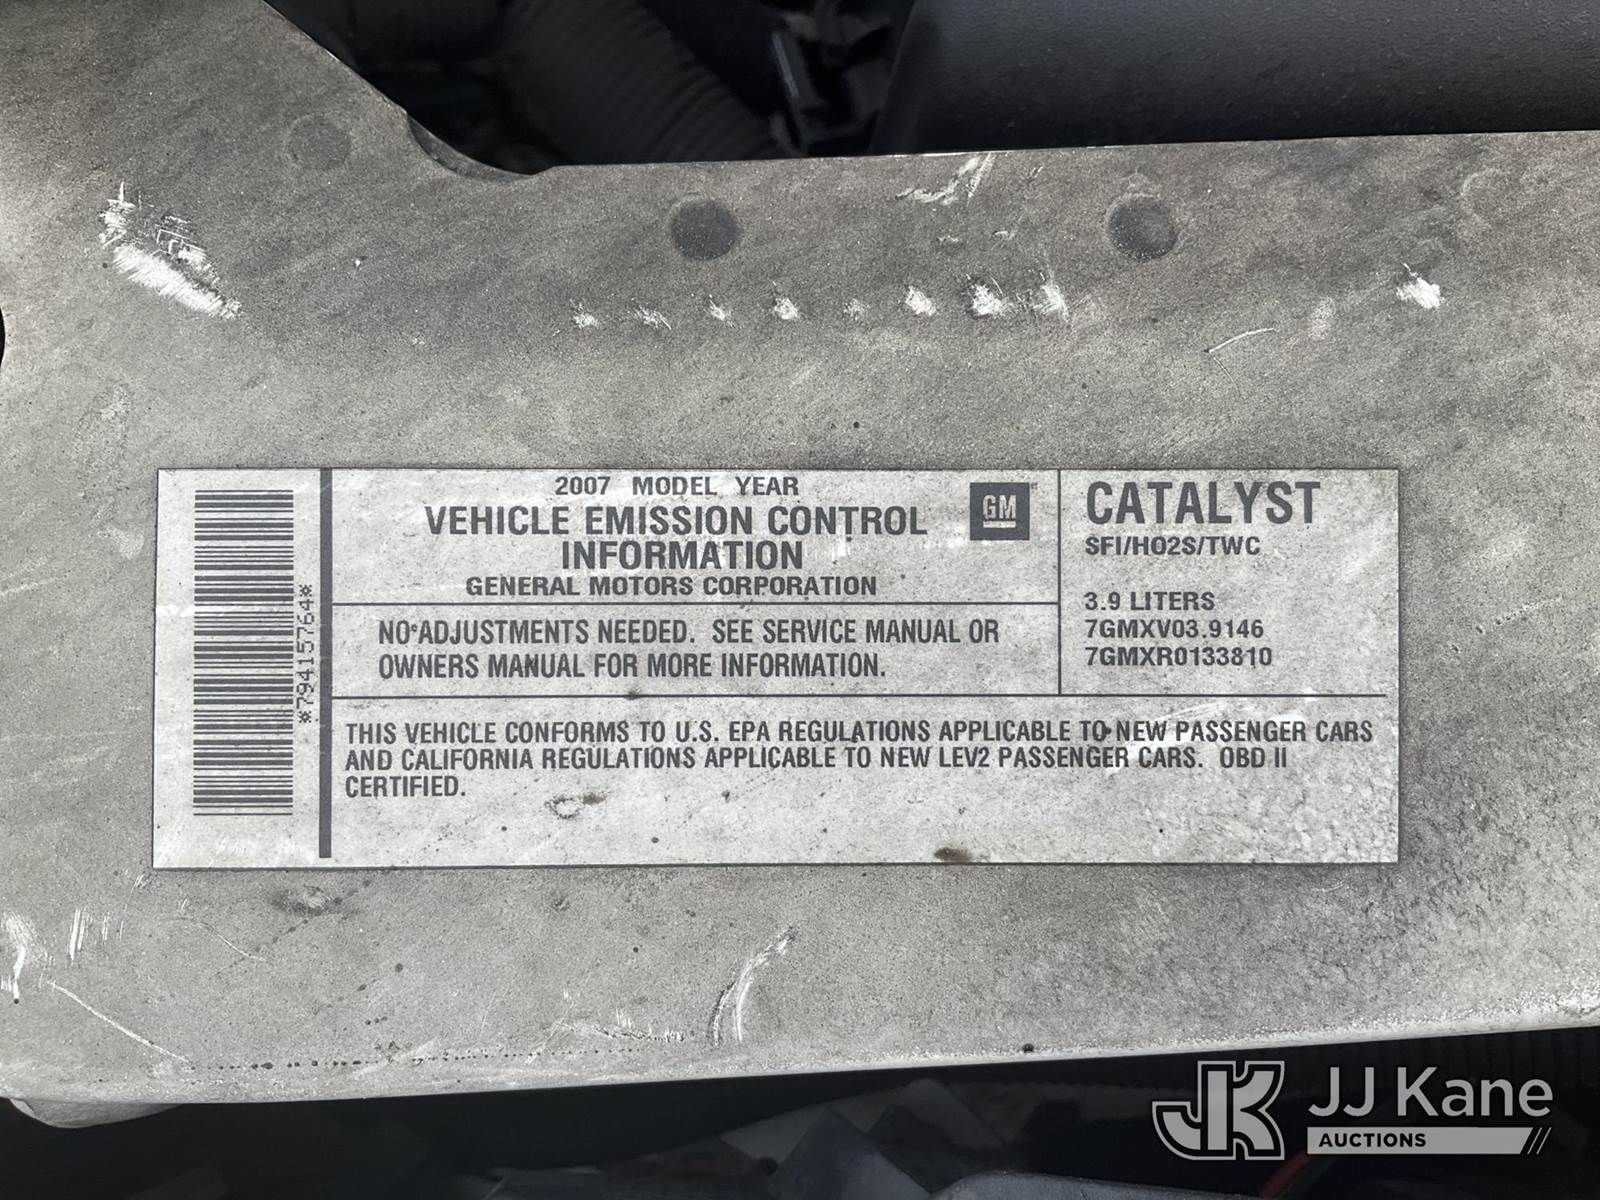 2007 MODEL YEAR
VEHICLE EMISSION CONTROL
INFORMATION
GENERAL MOTORS CORPORATION
GM
CATALYST
SFI/HO2S/TWC
3.9 LITERS
7GMXV03.9146
7GMXR0133810
NO ADJUSTMENTS NEEDED. SEE SERVICE MANUAL OR
OWNERS MANUAL FOR MORE INFORMATION.
*79415764*
THIS VEHICLE CONFORMS TO U.S. EPA REGULATIONS APPLICABLE TO NEW PASSENGER CARS
AND CALIFORNIA REGULATIONS APPLICABLE TO NEW LEV2 PASSENGER CARS. OBD II
CERTIFIED.
JK JJ Kane
AUCTIONS